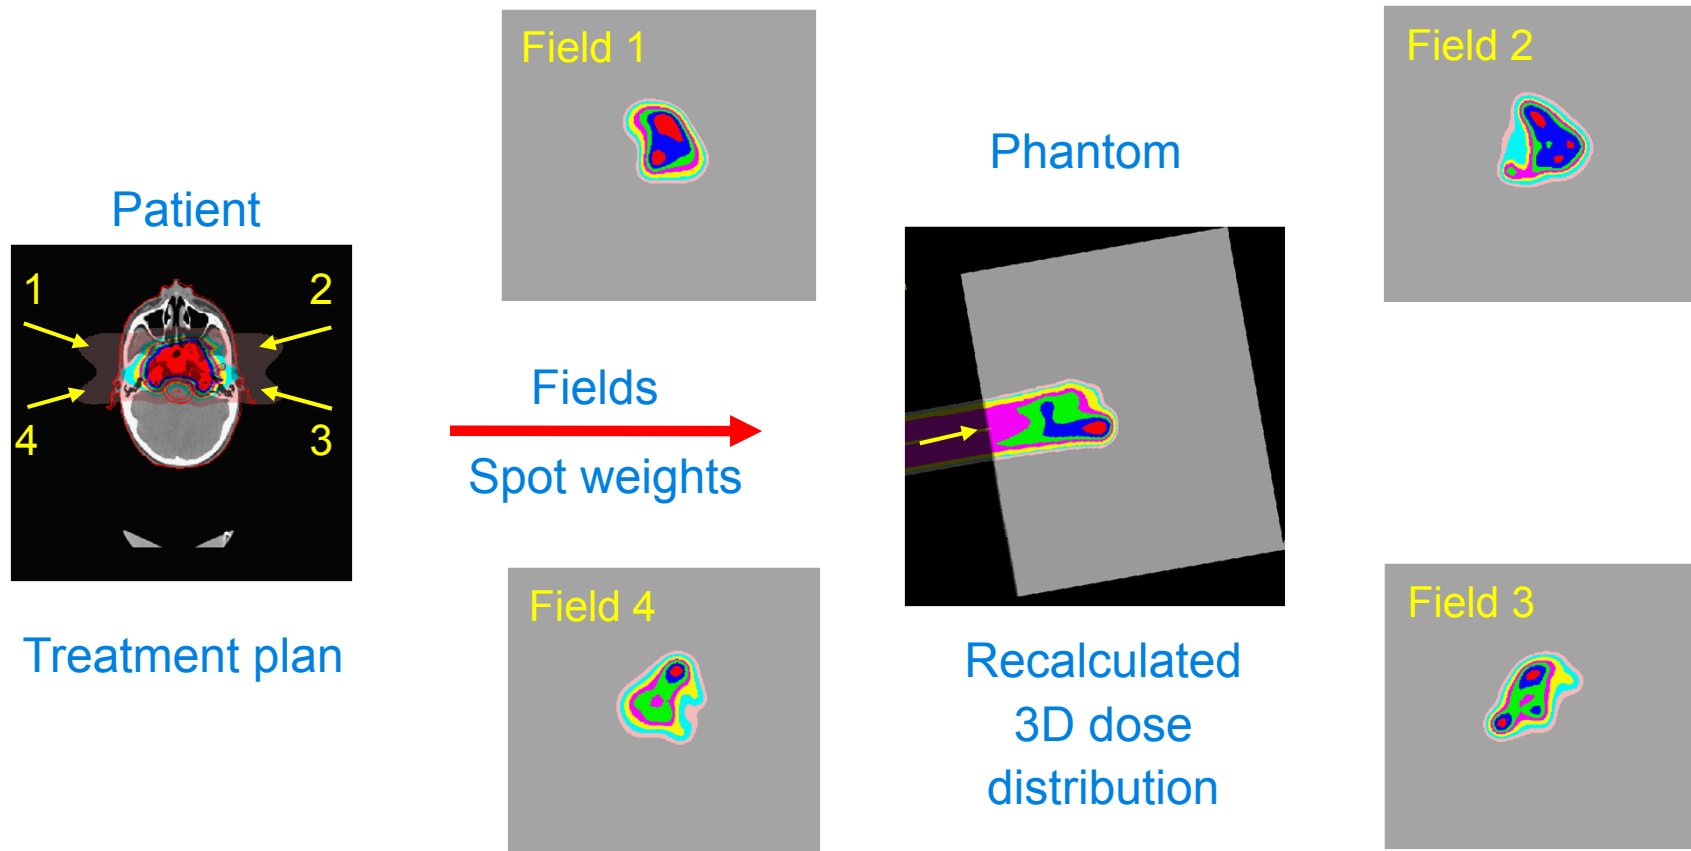 Field 1
Field 2
Phantom
Patient
1
2
4
3
Fields
Spot weights
Treatment plan
Field 4
Field 3
Recalculated
3D dose
distribution